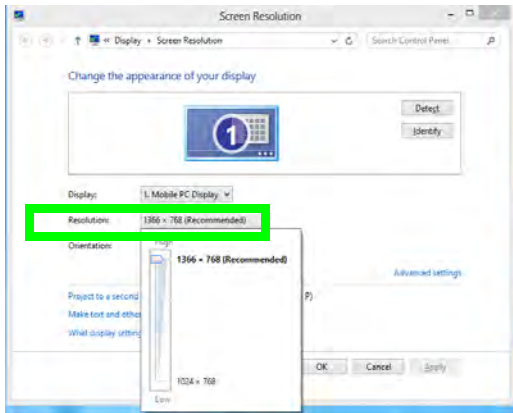 Screen Resolution
« Display › Screen Resolution
Search Control Panel
Change the appearance of your display
1
Detect
Identify
Display: 1. Mobile PC Display
Resolution: 1366 × 768 (Recommended)
Orientation:
1366 × 768 (Recommended)
Advanced settings
Project to a second P)
Make text and other
What display setting
1024 × 768
Low
OK Cancel Apply